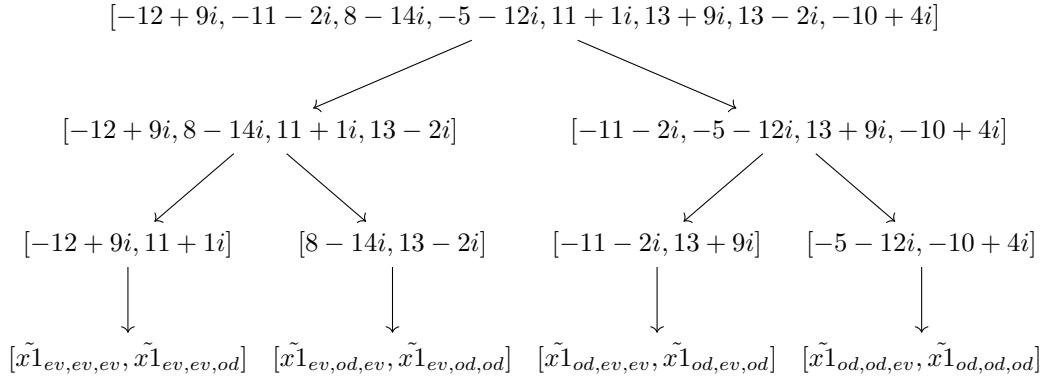 [−12 + 9i, −11 − 2i, 8 − 14i, −5 − 12i, 11 + 1i, 13 + 9i, 13 − 2i, −10 + 4i]
[−12 + 9i, 8 − 14i, 11 + 1i, 13 − 2i] [−11 − 2i, −5 − 12i, 13 + 9i, −10 + 4i]
[−12 + 9i, 11 + 1i] [8 − 14i, 13 − 2i] [−11 − 2i, 13 + 9i] [−5 − 12i, −10 + 4i]
[x̃1_{ev,ev,ev}, x̃1_{ev,ev,od}] [x̃1_{ev,od,ev}, x̃1_{ev,od,od}] [x̃1_{od,ev,ev}, x̃1_{od,ev,od}] [x̃1_{od,od,ev}, x̃1_{od,od,od}]